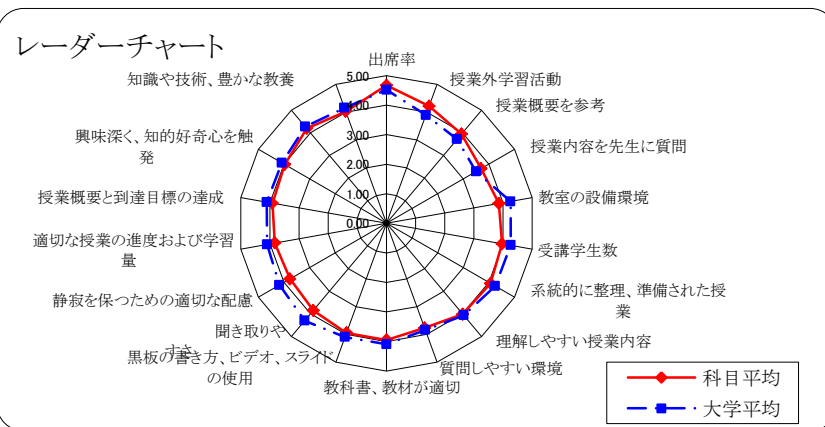 レーダーチャート
出席率
授業外学習活動
授業概要を参考
授業内容を先生に質問
教室の設備環境
受講学生数
系統的に整理、準備された授
業
理解しやすい授業内容
質問しやすい環境
教科書、教材が適切
黒板の書き方、ビデオ、スライド
の使用
聞き取りや
すさ
静寂を保つための適切な配慮
適切な授業の進度および学習
量
授業概要と到達目標の達成
興味深く、知的好奇心を触
発
知識や技術、豊かな教養
5.00
4.00
3.00
2.00
1.00
0.00
科目平均
大学平均